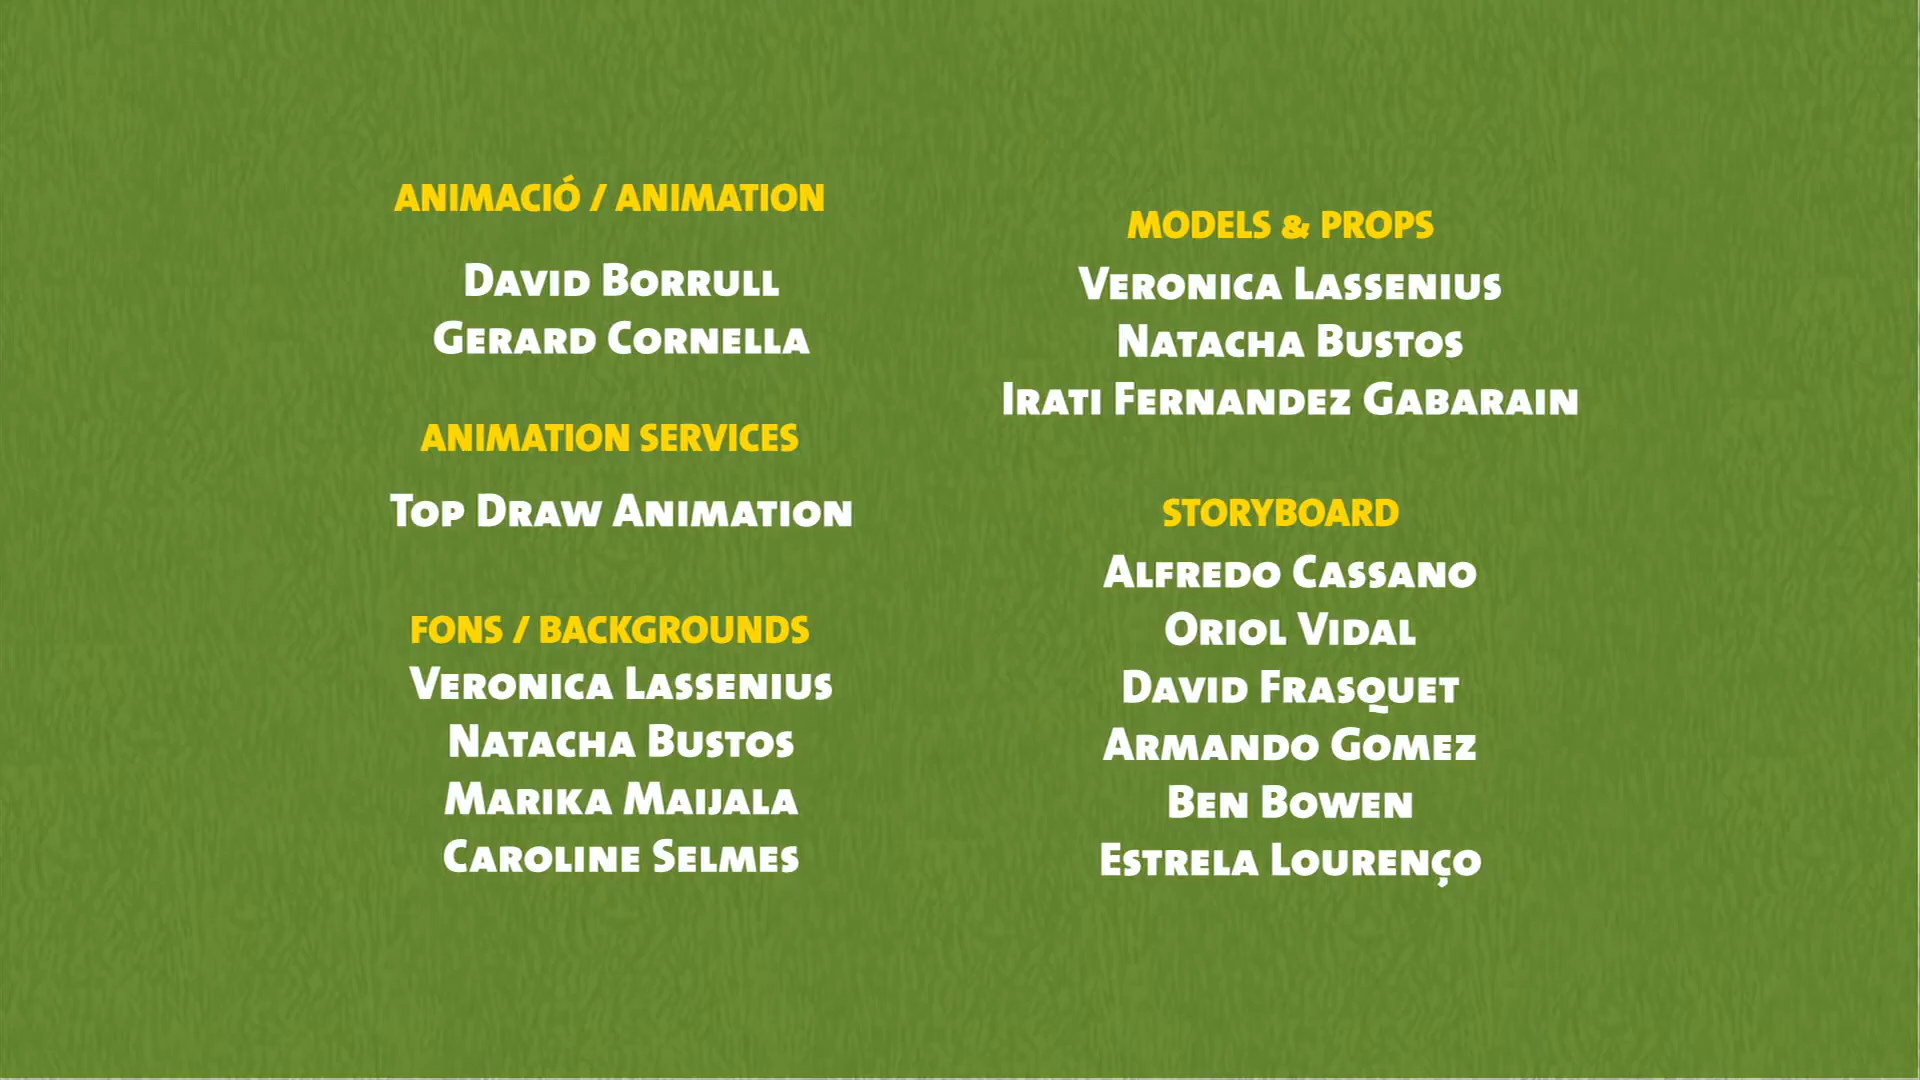 ANIMACIÓ / ANIMATION
David Borrull
Gerard Cornella
ANIMATION SERVICES
Top Draw Animation
FONS / BACKGROUNDS
Veronica Lassenius
Natacha Bustos
Marika Maijala
Caroline Selmes
MODELS & PROPS
Veronica Lassenius
Natacha Bustos
Irati Fernandez Gabarain
STORYBOARD
Alfredo Cassano
Oriol Vidal
David Frasquet
Armando Gomez
Ben Bowen
Estrela Lourenço